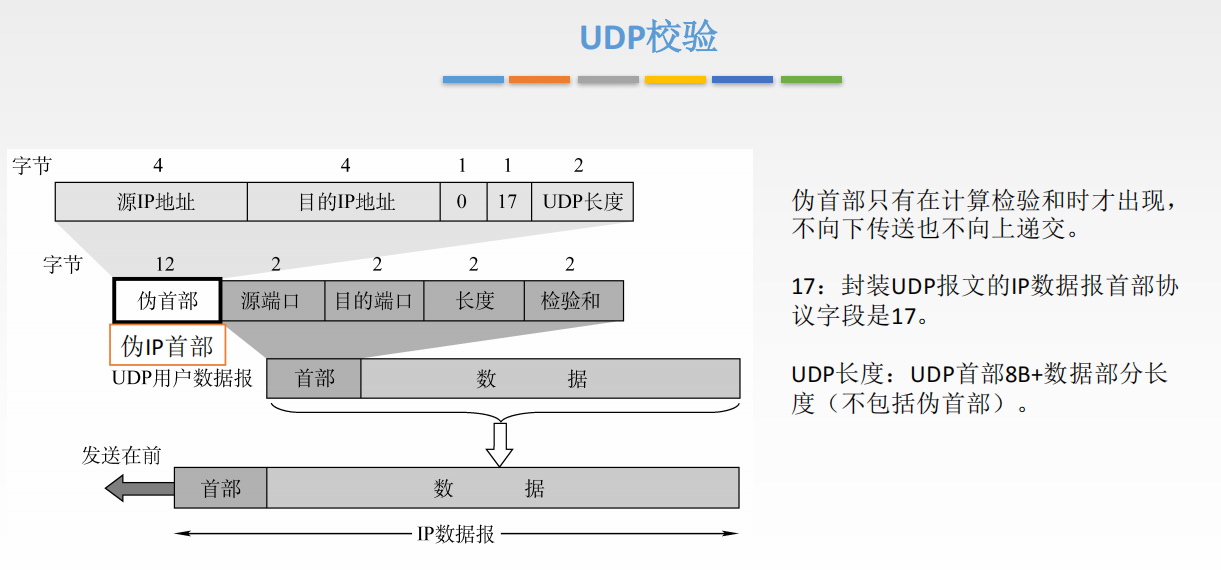 UDP校验
字节 4 4 1 1 2
源IP地址 目的IP地址 0 17 UDP长度
字节 12 2 2 2 2
伪首部 源端口 目的端口 长度 检验和
伪IP首部
UDP用户数据报 首部 数 据
发送在前
首部 数 据
IP数据报
伪首部只有在计算检验和时才出现，
不向下传送也不向上递交。
17：封装UDP报文的IP数据报首部协
议字段是17。
UDP长度：UDP首部8B+数据部分长
度（不包括伪首部）。